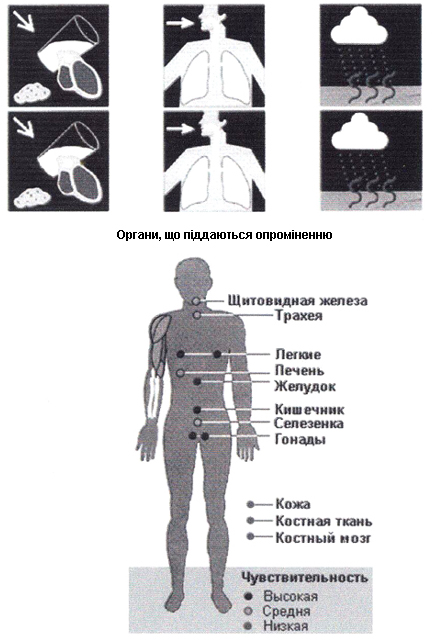 Органи, що піддаються опроміненню
Щитовидная железа
Трахея
Легкие
Печень
Желудок
Кишечник
Селезенка
Гонады
Кожа
Костная ткань
Костный мозг
Чувствительность
Высокая
Средня
Низкая